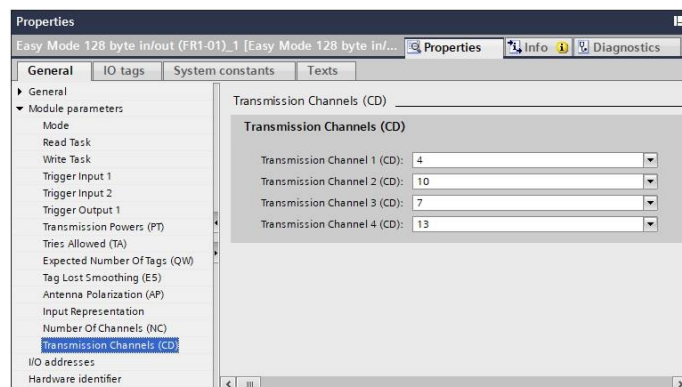 Properties
Easy Mode 128 byte in/out (FR1-01)_1 [Easy Mode 128 byte in/... Properties Info Diagnostics
General IO tags System constants Texts
General
Module parameters
Mode
Read Task
Write Task
Trigger Input 1
Trigger Input 2
Trigger Output 1
Transmission Powers (PT)
Tries Allowed (TA)
Expected Number Of Tags (QW)
Tag Lost Smoothing (E5)
Antenna Polarization (AP)
Input Representation
Number Of Channels (NC)
Transmission Channels (CD)
I/O addresses
Hardware identifier
Transmission Channels (CD)
Transmission Channels (CD)
Transmission Channel 1 (CD): 4
Transmission Channel 2 (CD): 10
Transmission Channel 3 (CD): 7
Transmission Channel 4 (CD): 13